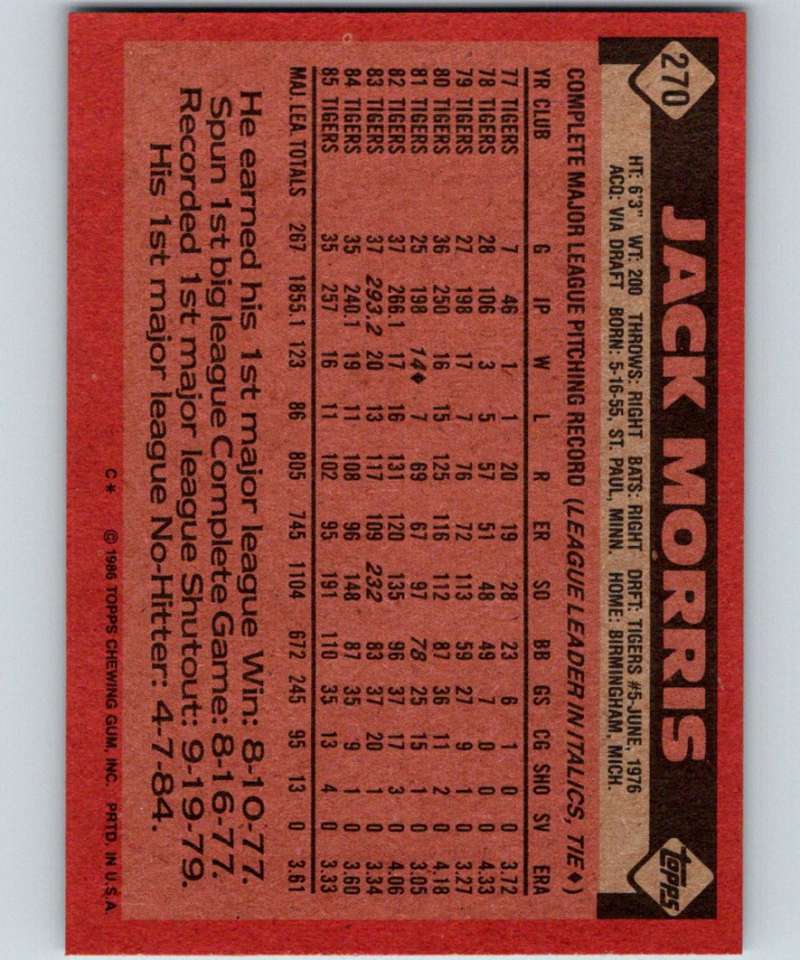 270
JACK MORRIS
topps
HT: 6'3" WT: 200 THROWS: RIGHT BATS: RIGHT DRFT: TIGERS #5-JUNE, 1976
ACQ: VIA DRAFT BORN: 5-16-55, ST. PAUL, MINN. HOME: BIRMINGHAM, MICH.
COMPLETE MAJOR LEAGUE PITCHING RECORD (LEAGUE LEADER IN ITALICS, TIE♦)
YR CLUB G IP W L R ER SO BB GS CG SHO SV ERA
77 TIGERS 7 46 1 1 20 19 28 23 6 1 0 0 3.72
78 TIGERS 28 106 3 5 57 51 48 49 7 0 0 0 4.33
79 TIGERS 27 198 17 7 76 72 113 59 27 9 1 0 3.27
80 TIGERS 36 250 16 15 125 116 112 87 36 11 2 0 4.18
81 TIGERS 25 198 14♦ 7 69 67 97 78 25 15 1 0 3.05
82 TIGERS 37 266.1 17 16 131 120 135 96 37 17 3 0 4.06
83 TIGERS 37 293.2 20 13 117 109 232 83 37 20 1 0 3.34
84 TIGERS 35 240.1 19 11 108 96 148 87 35 9 1 0 3.60
85 TIGERS 35 257 16 11 102 95 191 110 35 13 4 0 3.33
MAJ. LEA. TOTALS 267 1855.1 123 86 805 745 1104 672 245 95 13 0 3.61
He earned his 1st major league Win: 8-10-77.
Spun 1st big league Complete Game: 8-16-77.
Recorded 1st major league Shutout: 9-19-79.
His 1st major league No-Hitter: 4-7-84.
C* © 1986 TOPPS CHEWING GUM, INC. PRTD. IN U.S.A.